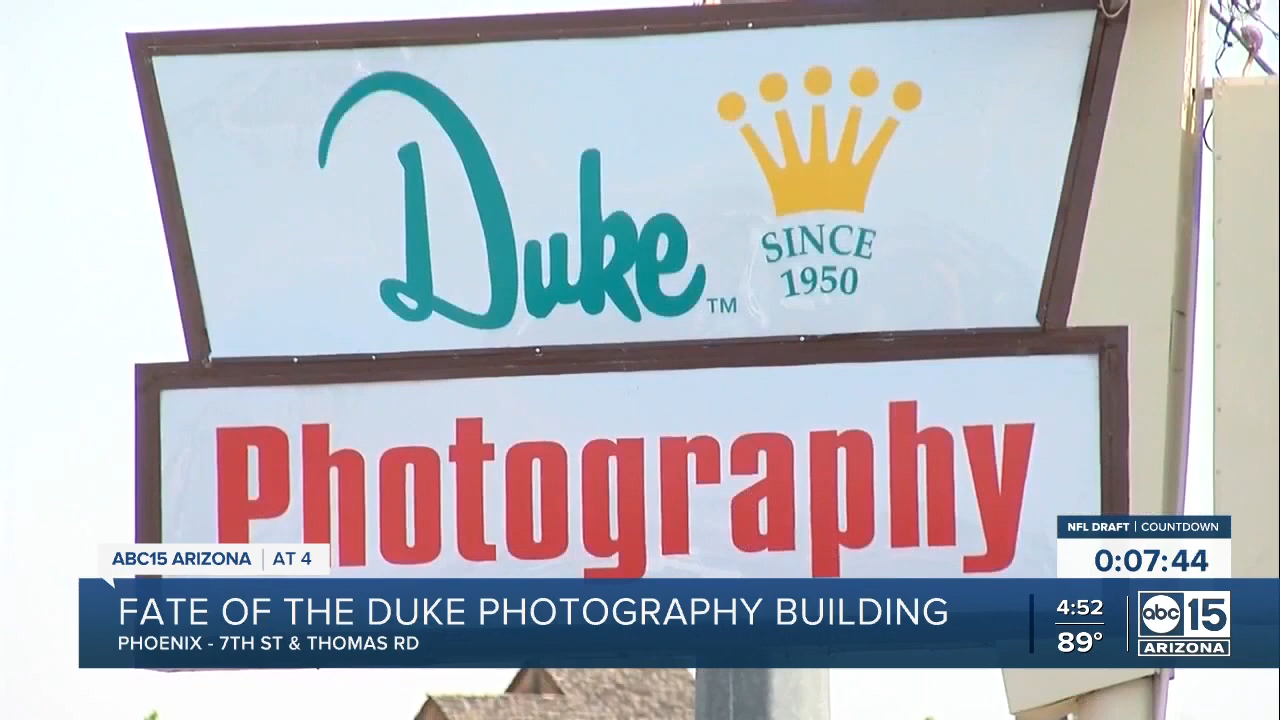 Duke TM
SINCE
1950
Photography
NFL DRAFT | COUNTDOWN
0:07:44
ABC15 ARIZONA | AT 4
FATE OF THE DUKE PHOTOGRAPHY BUILDING
PHOENIX - 7TH ST & THOMAS RD
4:52
89°
abc 15
ARIZONA